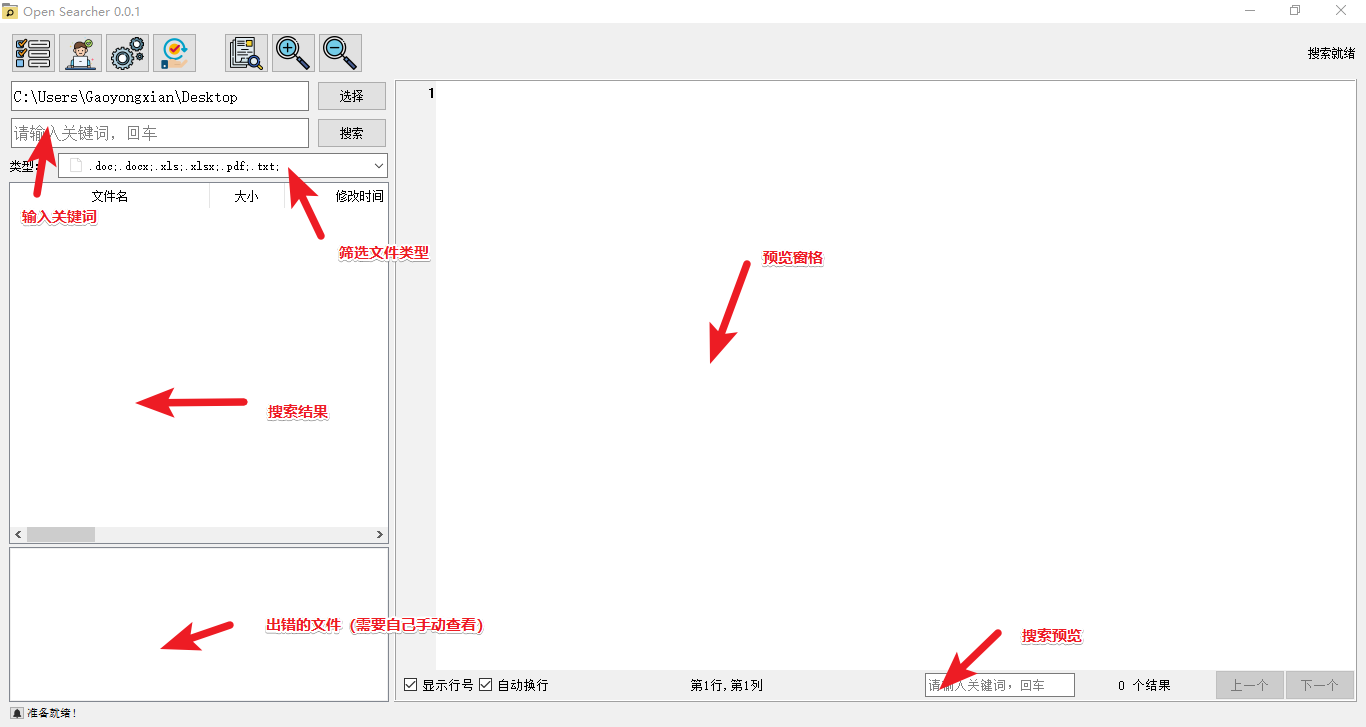 Open Searcher 0.0.1
搜索就绪
C:\Users\Gaoyongxian\Desktop
选择
1
请输入关键词，回车
搜索
类型：
.doc;.docx;.xls;.xlsx;.pdf;.txt;
文件名
大小
修改时间
输入关键词
筛选文件类型
预览窗格
搜索结果
出错的文件（需要自己手动查看）
搜索预览
显示行号
自动换行
第1行,第1列
请输入关键词，回车
0 个结果
上一个
下一个
准备就绪！